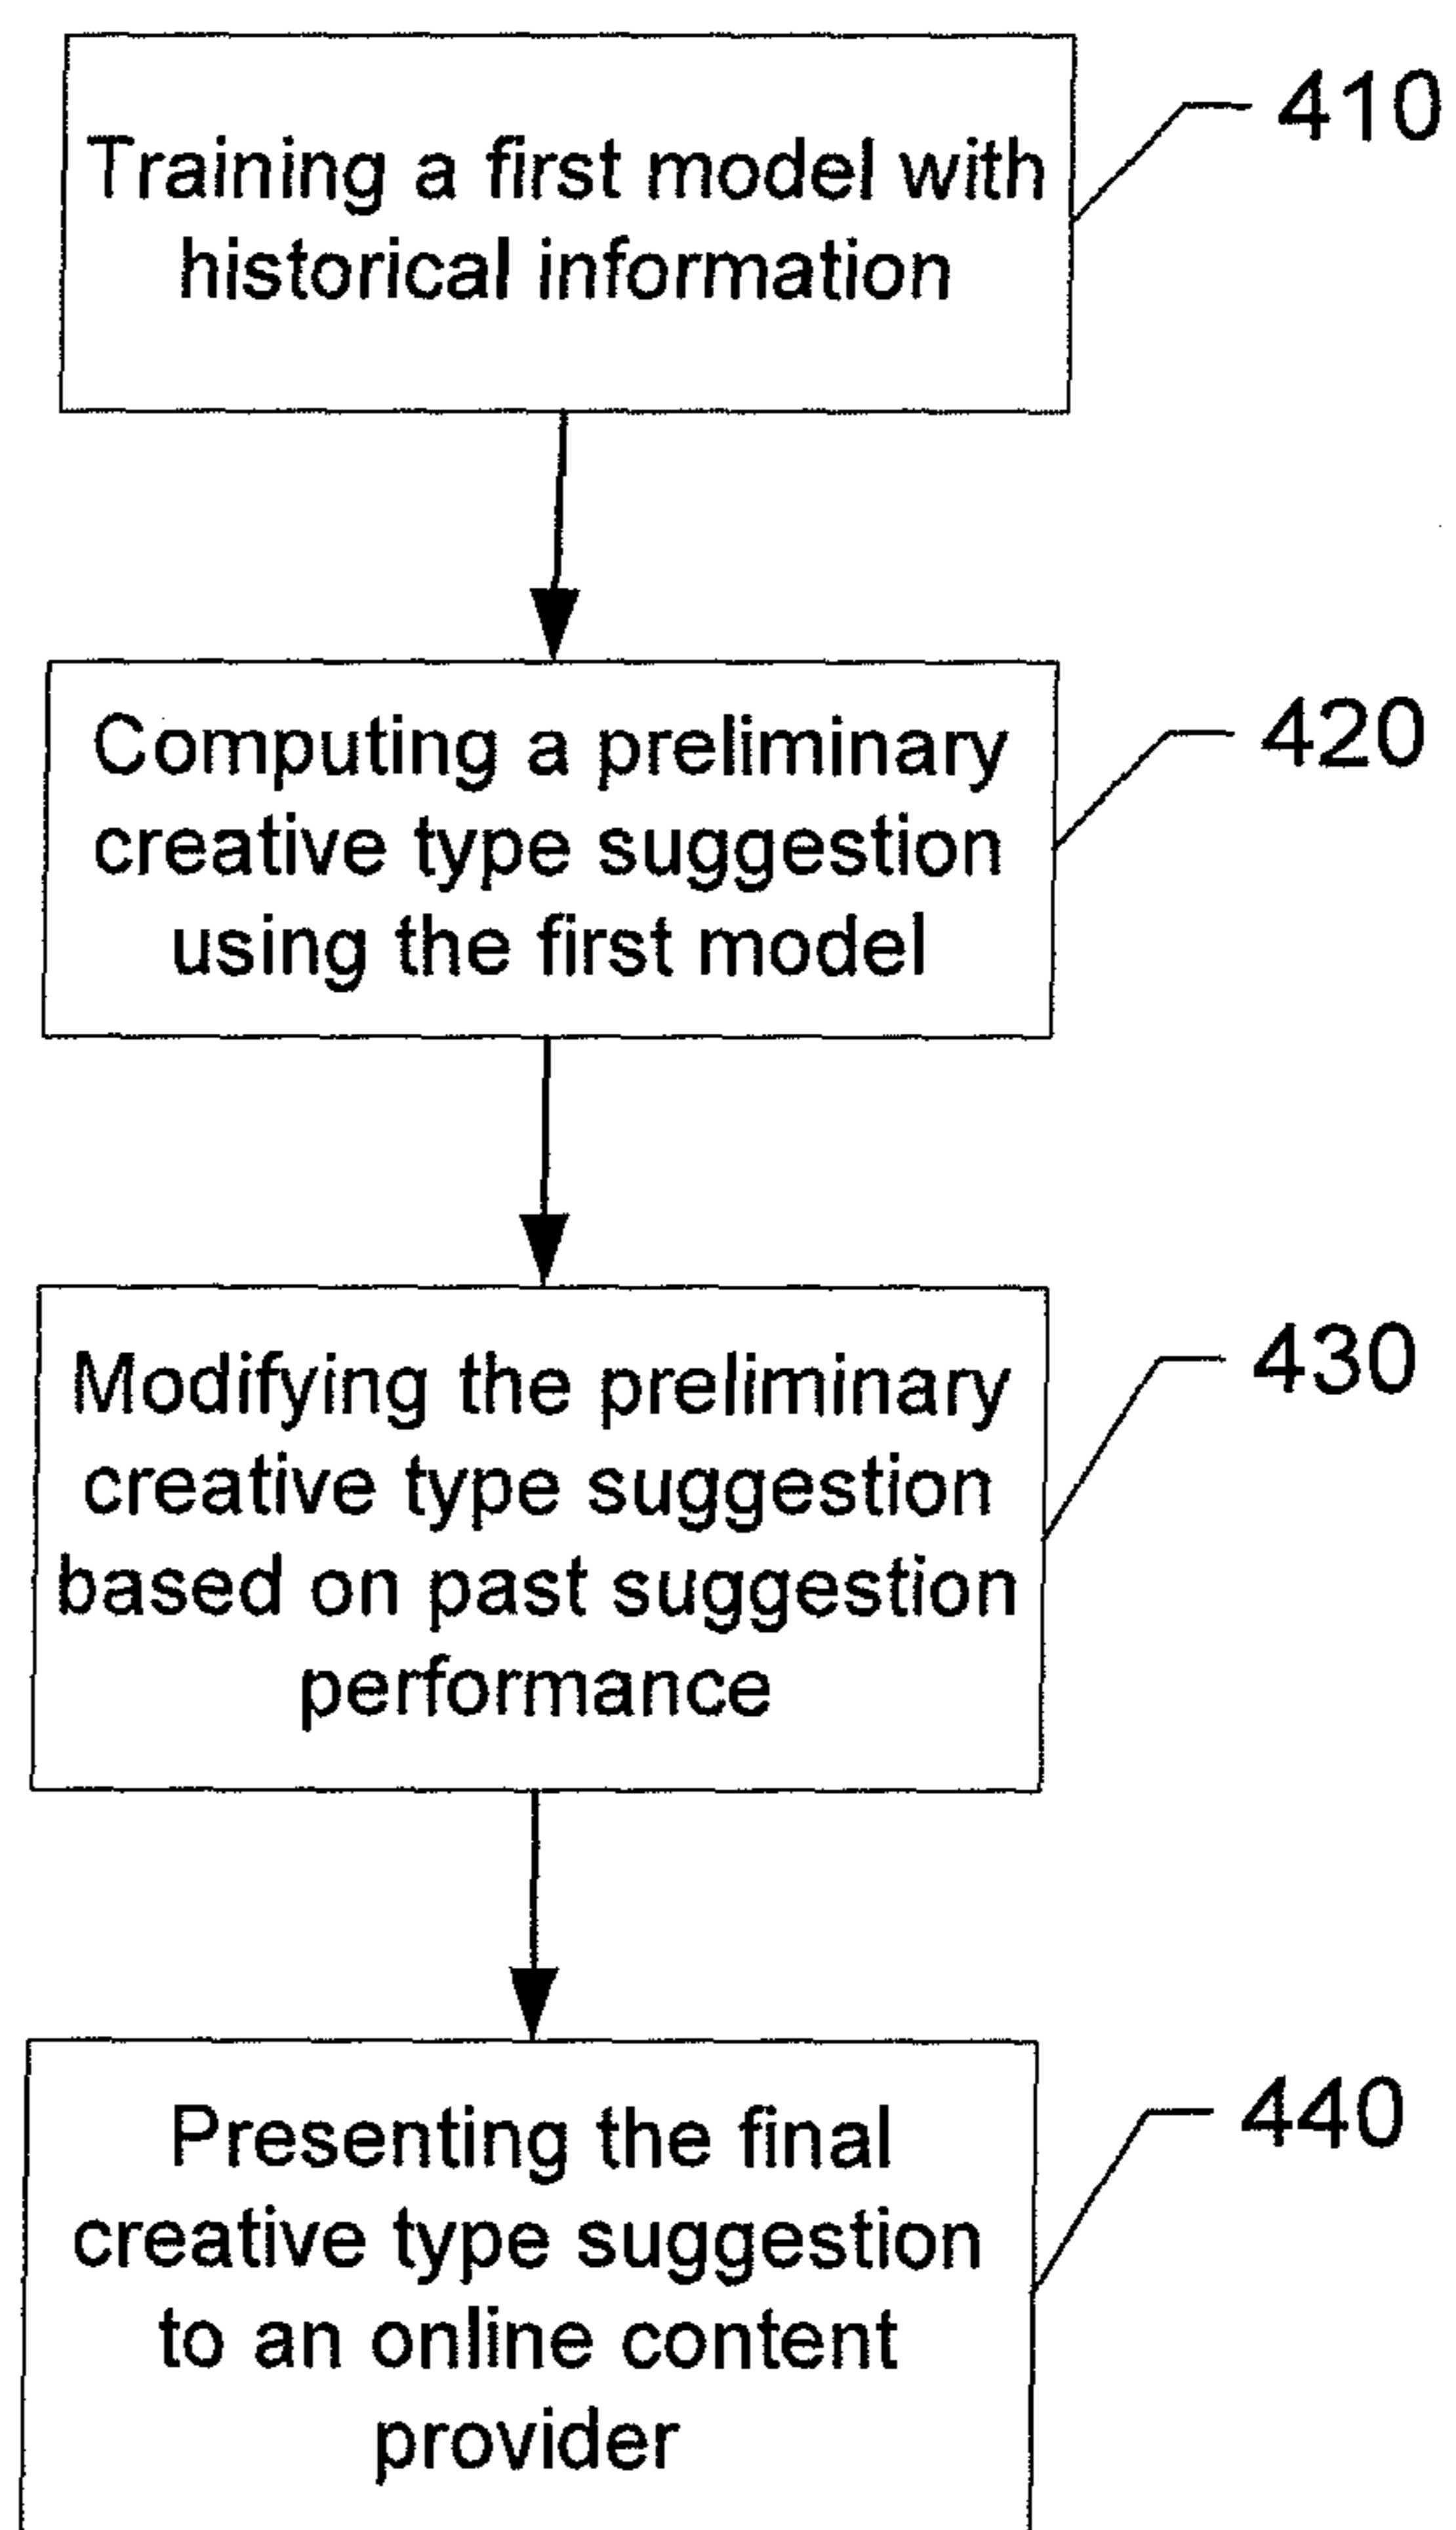 Training a first model with
historical information
410
Computing a preliminary
creative type suggestion
using the first model
420
Modifying the preliminary
creative type suggestion
based on past suggestion
performance
430
Presenting the final
creative type suggestion
to an online content
provider
440